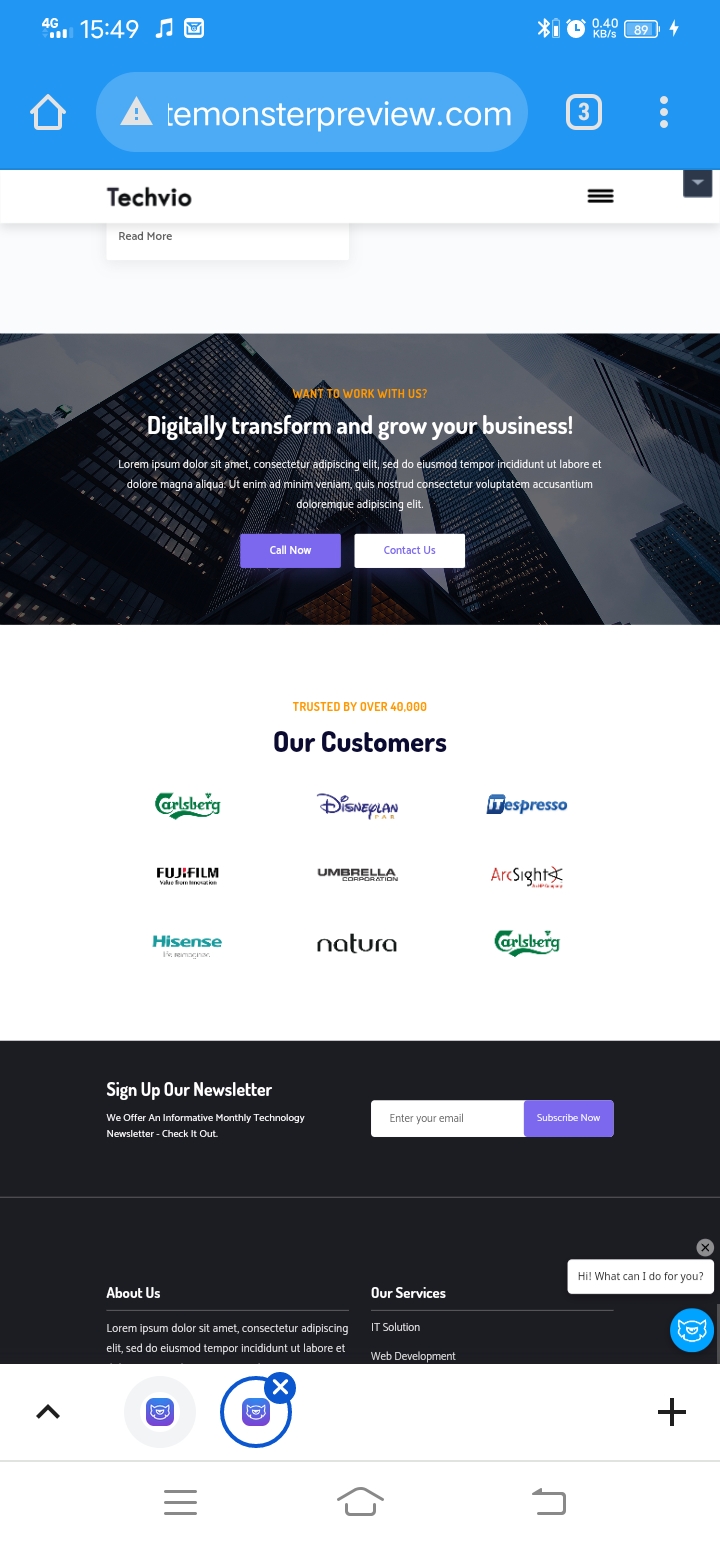 4G 15:49 0.40 KB/s 89
temonsterpreview.com 3
Techvio
Read More
WANT TO WORK WITH US?
Digitally transform and grow your business!
Lorem ipsum dolor sit amet, consectetur adipiscing elit, sed do eiusmod tempor incididunt ut labore et
dolore magna aliqua. Ut enim ad minim veniam, quis nostrud consectetur voluptatem accusantium
doloremque adipiscing elit.
Call Now Contact Us
TRUSTED BY OVER 40,000
Our Customers
Carlsberg DISNEYLAN PAR ITespresso
FUJIFILM UMBRELLA ArcSight
Value from Innovation CORPORATION
Hisense natura Carlsberg
Sign Up Our Newsletter
We Offer An Informative Monthly Technology
Newsletter - Check It Out.
Enter your email Subscribe Now
Hi! What can I do for you?
About Us Our Services
Lorem ipsum dolor sit amet, consectetur adipiscing IT Solution
elit, sed do eiusmod tempor incididunt ut labore et
Web Development